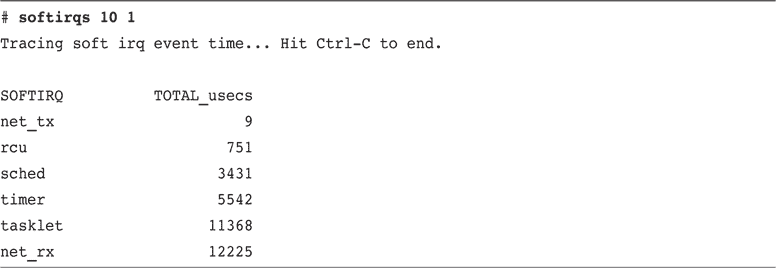 # softirqs 10 1
Tracing soft irq event time... Hit Ctrl-C to end.
SOFTIRQ TOTAL_usecs
net_tx 9
rcu 751
sched 3431
timer 5542
tasklet 11368
net_rx 12225